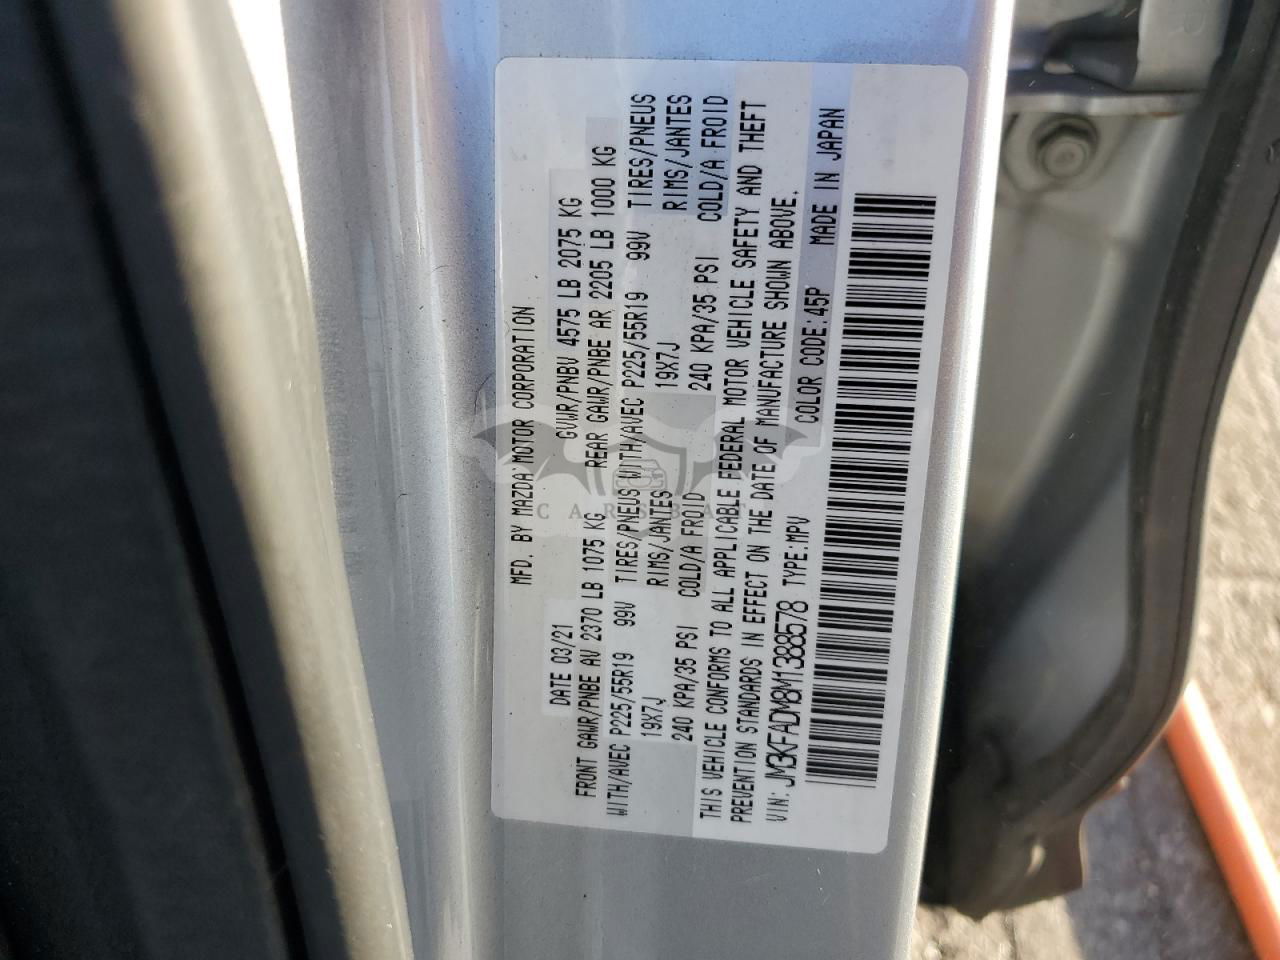 MFD. BY MAZDA MOTOR CORPORATION
DATE 03/21 GVWR/PNBV 4575 LB 2075 KG
FRONT GAWR/PNBE AV 2370 LB 1075 KG REAR GAWR/PNBE AR 2205 LB 1000 KG
WITH/AVEC P225/55R19 99V TIRES/PNEUS WITH/AVEC P225/55R19 99V TIRES/PNEUS
19X7J RIMS/JANTES 19X7J RIMS/JANTES
240 KPA/35 PSI COLD/A FROID 240 KPA/35 PSI COLD/A FROID
THIS VEHICLE CONFORMS TO ALL APPLICABLE FEDERAL MOTOR VEHICLE SAFETY AND THEFT
PREVENTION STANDARDS IN EFFECT ON THE DATE OF MANUFACTURE SHOWN ABOVE.
VIN: JM3KFADM8M1388578 TYPE:MPV COLOR CODE:45P MADE IN JAPAN
CARSBAT